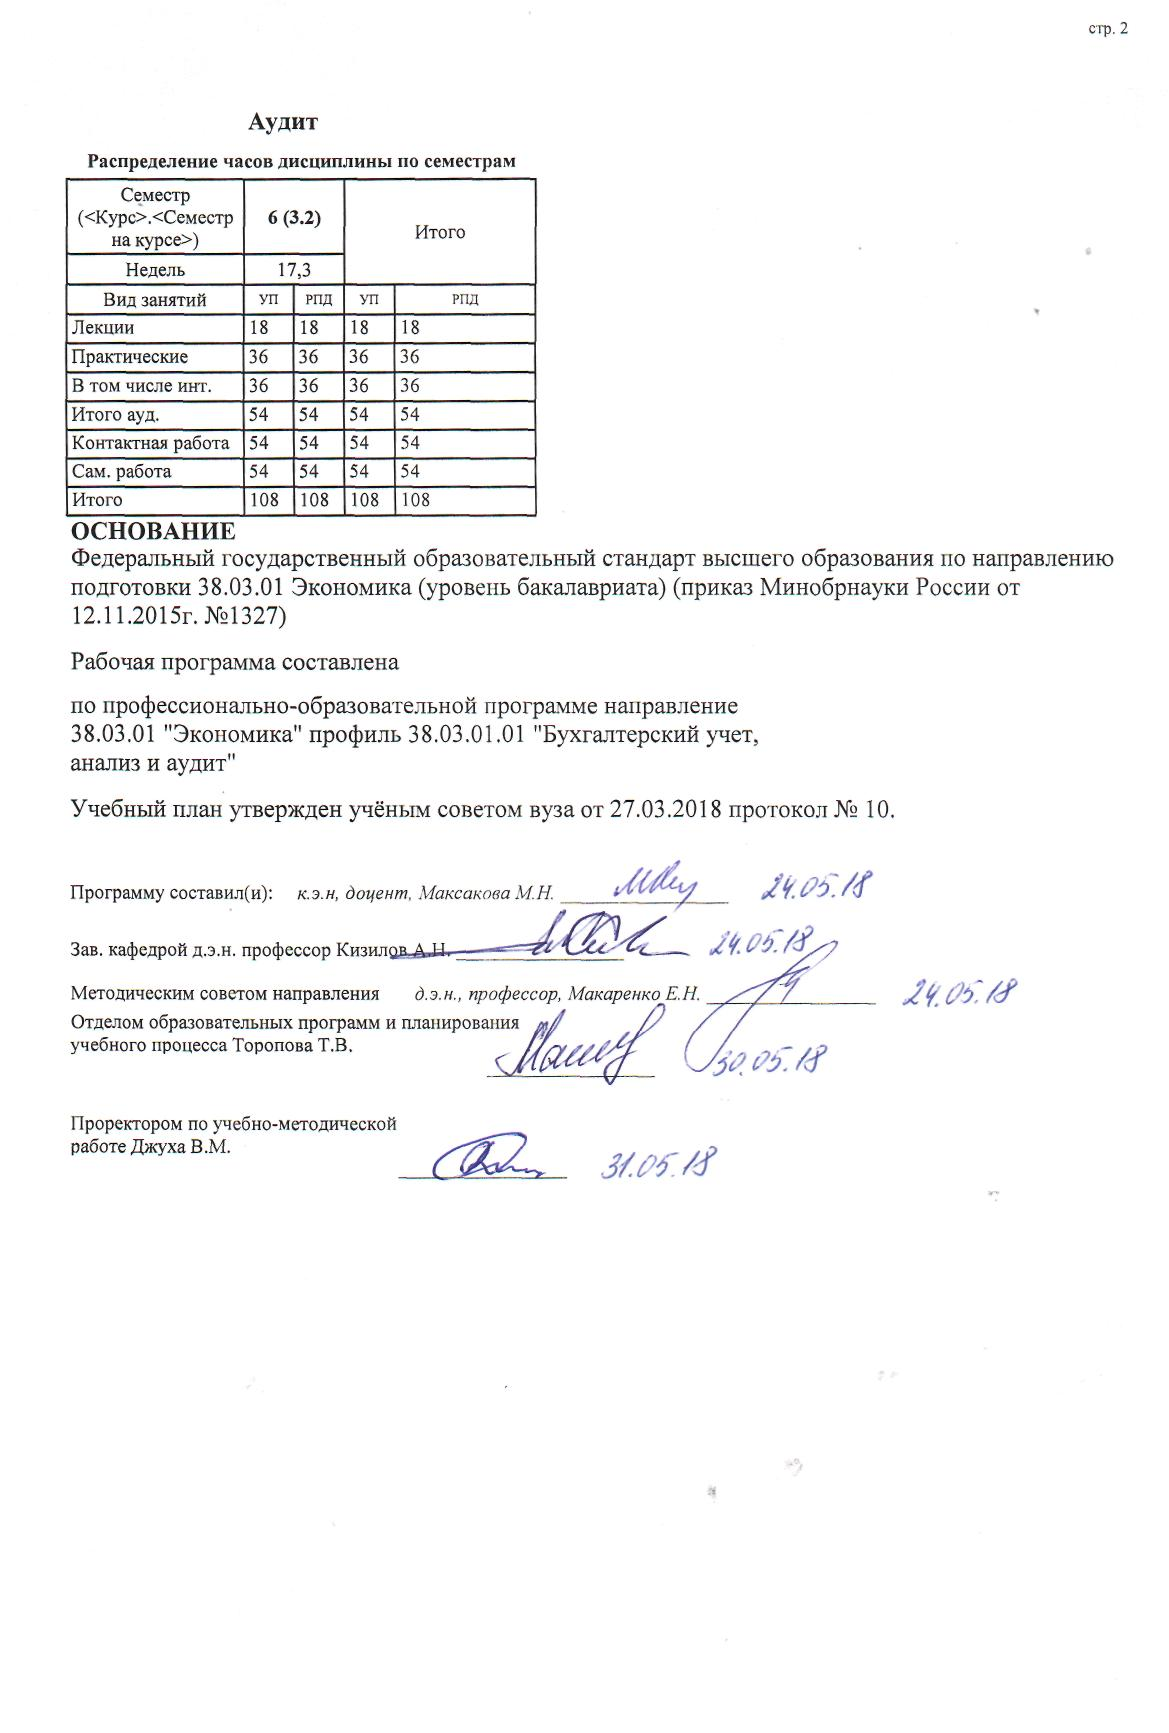 стр. 2
Аудит
Распределение часов дисциплины по семестрам
Семестр
(<Курс>.<Семестр
на курсе>)
6 (3.2)
Итого
Недель 17,3
Вид занятий УП РПД УП РПД
Лекции 18 18 18 18
Практические 36 36 36 36
В том числе инт. 36 36 36 36
Итого ауд. 54 54 54 54
Контактная работа 54 54 54 54
Сам. работа 54 54 54 54
Итого 108 108 108 108
ОСНОВАНИЕ
Федеральный государственный образовательный стандарт высшего образования по направлению
подготовки 38.03.01 Экономика (уровень бакалавриата) (приказ Минобрнауки России от
12.11.2015г. №1327)
Рабочая программа составлена
по профессионально-образовательной программе направление
38.03.01 "Экономика" профиль 38.03.01.01 "Бухгалтерский учет,
анализ и аудит"
Учебный план утвержден учёным советом вуза от 27.03.2018 протокол № 10.
Программу составил(и): к.э.н, доцент, Максакова М.Н. 24.05.18
Зав. кафедрой д.э.н. профессор Кизилов А.Н. 24.05.18
Методическим советом направления д.э.н., профессор, Макаренко Е.Н. 24.05.18
Отделом образовательных программ и планирования
учебного процесса Торопова Т.В. 30.05.18
Проректором по учебно-методической
работе Джуха В.М. 31.05.18